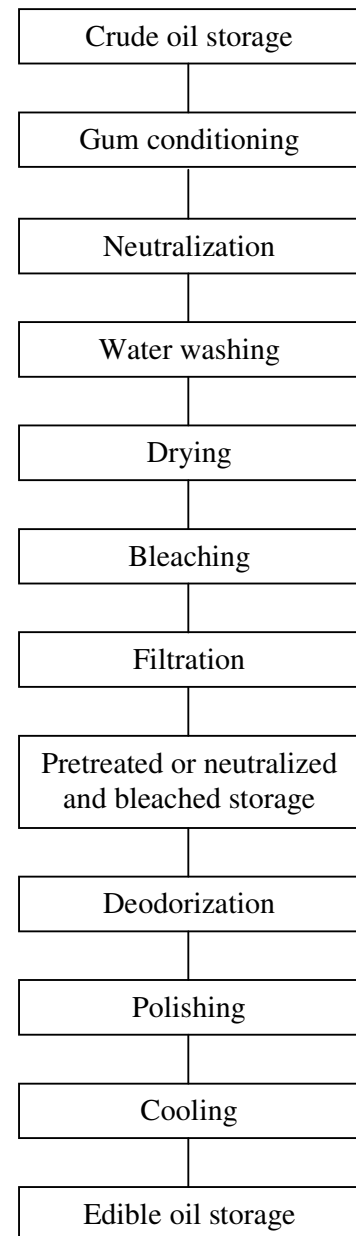 Crude oil storage
Gum conditioning
Neutralization
Water washing
Drying
Bleaching
Filtration
Pretreated or neutralized
and bleached storage
Deodorization
Polishing
Cooling
Edible oil storage